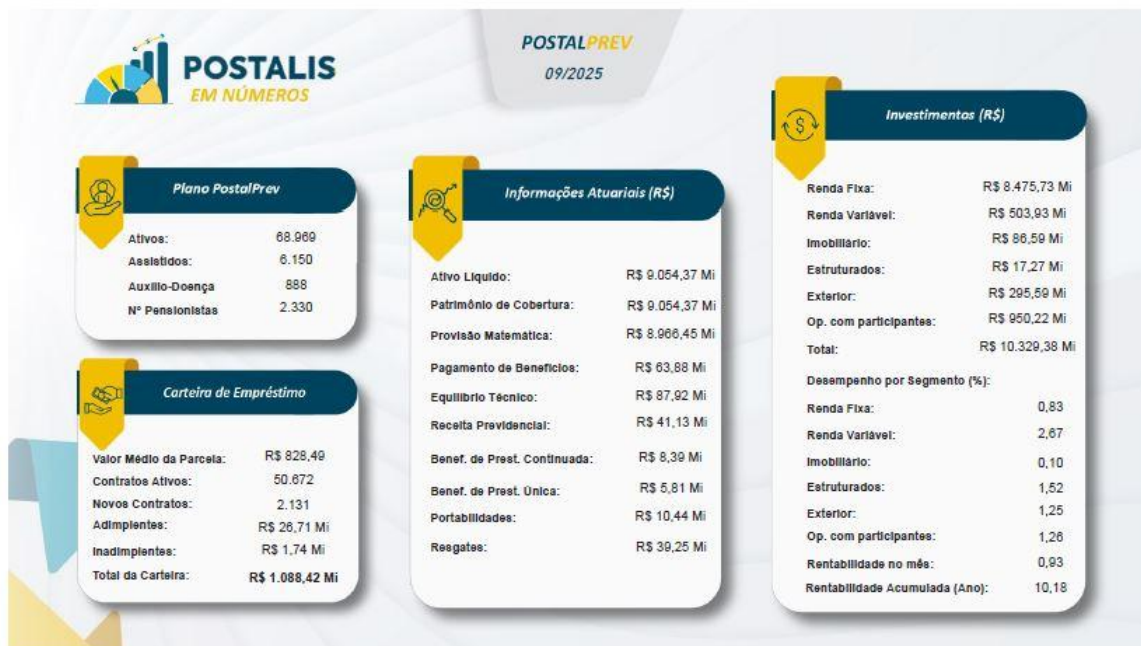 POSTALIS
EM NÚMEROS
POSTALPREV
09/2025
Plano PostalPrev
Ativos: 68.969
Assistidos: 6.150
Auxílio-Doença 888
Nº Pensionistas 2.330
Carteira de Empréstimo
Valor Médio da Parcela: R$ 828,49
Contratos Ativos: 50.672
Novos Contratos: 2.131
Adimplentes: R$ 26,71 Mi
Inadimplentes: R$ 1,74 Mi
Total da Carteira: R$ 1.088,42 Mi
Informações Atuariais (R$)
Ativo Líquido: R$ 9.054,37 Mi
Patrimônio de Cobertura: R$ 9.054,37 Mi
Provisão Matemática: R$ 8.966,45 Mi
Pagamento de Benefícios: R$ 63,88 Mi
Equilíbrio Técnico: R$ 87,92 Mi
Receita Previdencial: R$ 41,13 Mi
Benef. de Prest. Continuada: R$ 8,39 Mi
Benef. de Prest. Única: R$ 5,81 Mi
Portabilidades: R$ 10,44 Mi
Resgates: R$ 39,25 Mi
Investimentos (R$)
Renda Fixa: R$ 8.475,73 Mi
Renda Variável: R$ 503,93 Mi
Imobiliário: R$ 86,59 Mi
Estruturados: R$ 17,27 Mi
Exterior: R$ 295,59 Mi
Op. com participantes: R$ 950,22 Mi
Total: R$ 10.329,38 Mi
Desempenho por Segmento (%):
Renda Fixa: 0,83
Renda Variável: 2,67
Imobiliário: 0,10
Estruturados: 1,52
Exterior: 1,25
Op. com participantes: 1,26
Rentabilidade no mês: 0,93
Rentabilidade Acumulada (Ano): 10,18